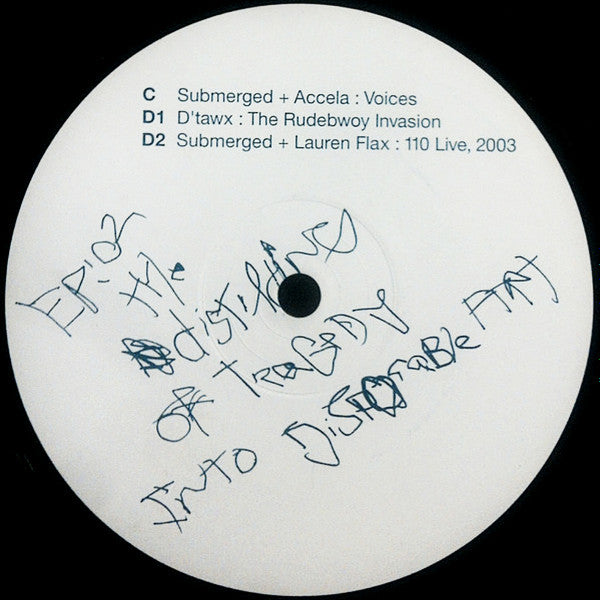 C Submerged + Accela : Voices
D1 D'tawx : The Rudebwoy Invasion
D2 Submerged + Lauren Flax : 110 Live, 2003
EP:02
the
distilling
of tragedy
Into Disposable Art